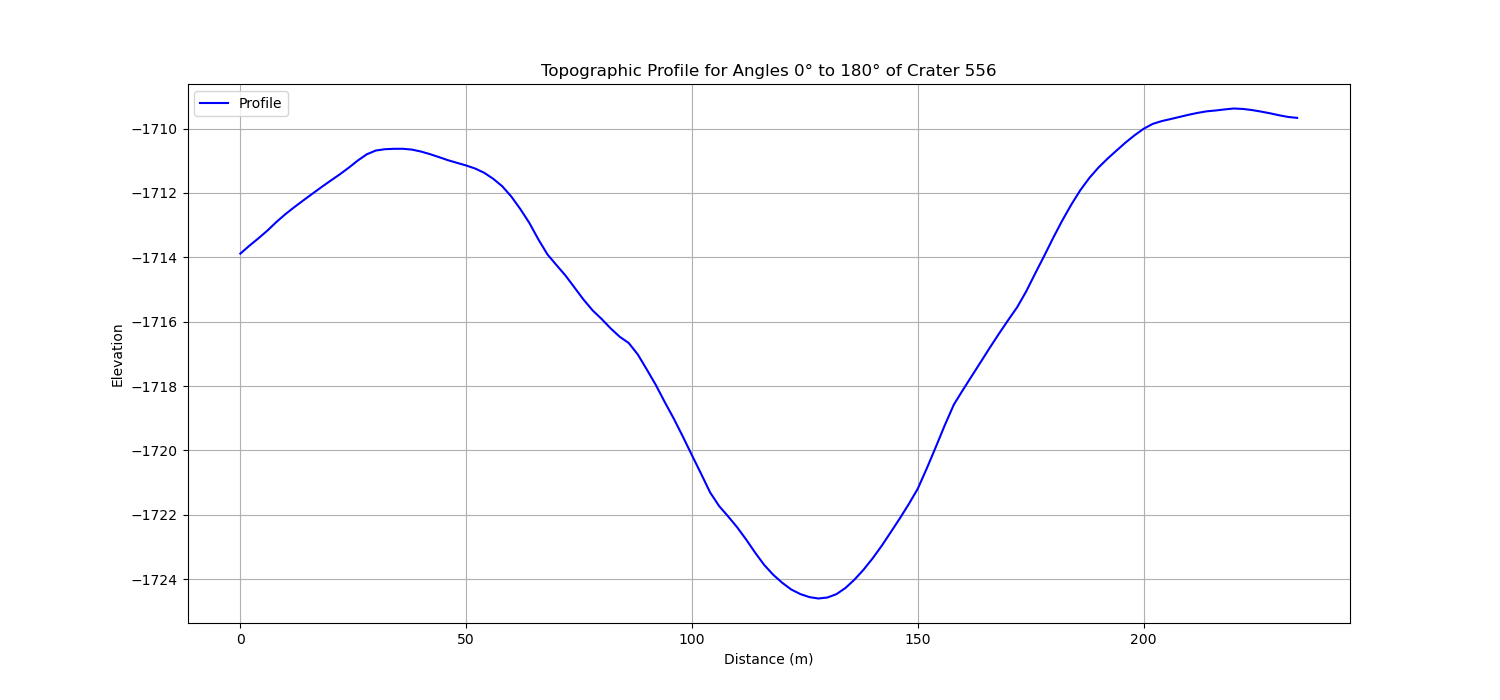 Topographic Profile for Angles 0° to 180° of Crater 556
Profile
−1710
−1712
−1714
−1716
−1718
−1720
−1722
−1724
Elevation
0 50 100 150 200
Distance (m)